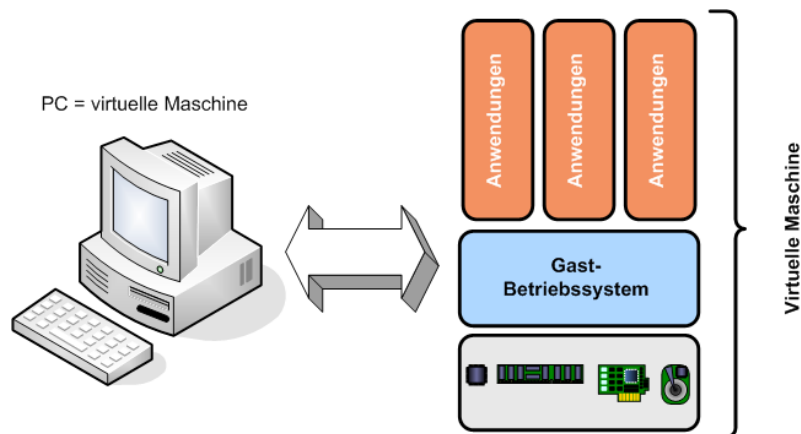 PC = virtuelle Maschine
Anwendungen
Anwendungen
Anwendungen
Gast-
Betriebssystem
Virtuelle Maschine